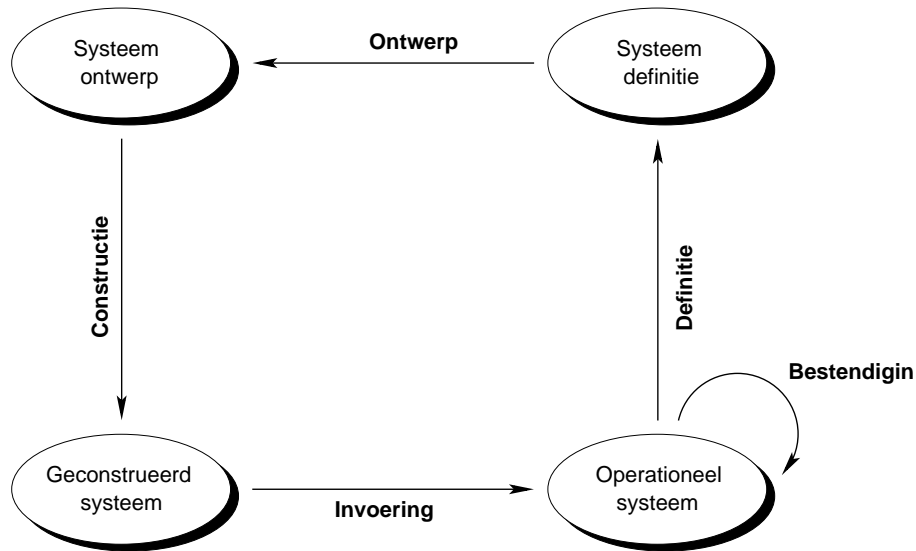 Systeem
ontwerp
Ontwerp
Systeem
definitie
Constructie
Definitie
Bestendigin
Geconstrueerd
systeem
Invoering
Operationeel
systeem